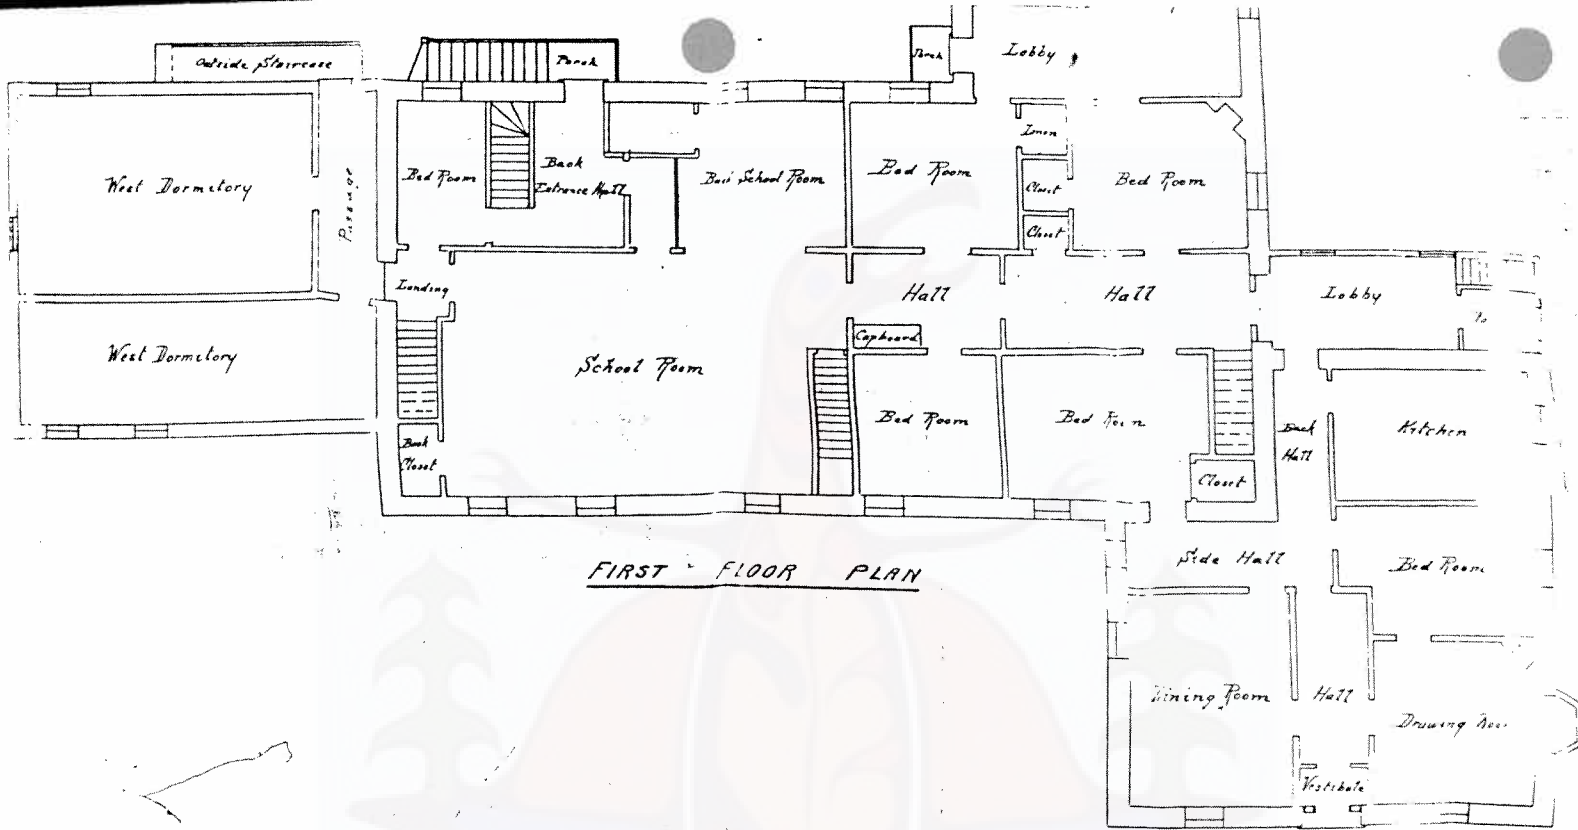 Outside Staircase
Porch
Porch
Lobby
West Dormitory
Passage
Bed Room
Back
Entrance Hall
School Room
Bed Room
Linen
Closet
Closet
Bed Room
Landing
Hall
Hall
Lobby
West Dormitory
School Room
Cupboard
Bed Room
Bed Room
Back
Hall
Kitchen
Book
Closet
Closet
FIRST FLOOR PLAN
Side Hall
Bed Room
Dining Room
Hall
Drawing
Vestibule